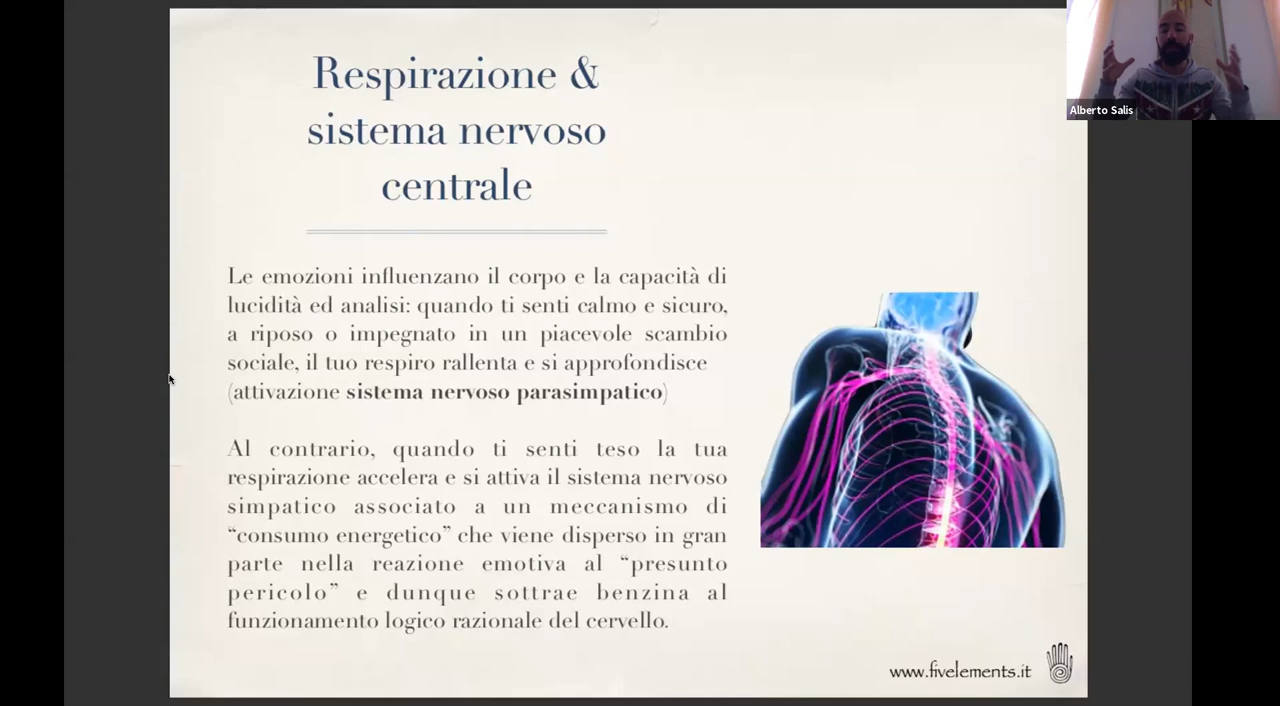 Respirazione &
sistema nervoso
centrale
Le emozioni influenzano il corpo e la capacità di
lucidità ed analisi: quando ti senti calmo e sicuro,
a riposo o impegnato in un piacevole scambio
sociale, il tuo respiro rallenta e si approfondisce
(attivazione sistema nervoso parasimpatico)
Al contrario, quando ti senti teso la tua
respirazione accelera e si attiva il sistema nervoso
simpatico associato a un meccanismo di
“consumo energetico” che viene disperso in gran
parte nella reazione emotiva al “presunto
pericolo” e dunque sottrae benzina al
funzionamento logico razionale del cervello.
www.fivelements.it
Alberto Salis